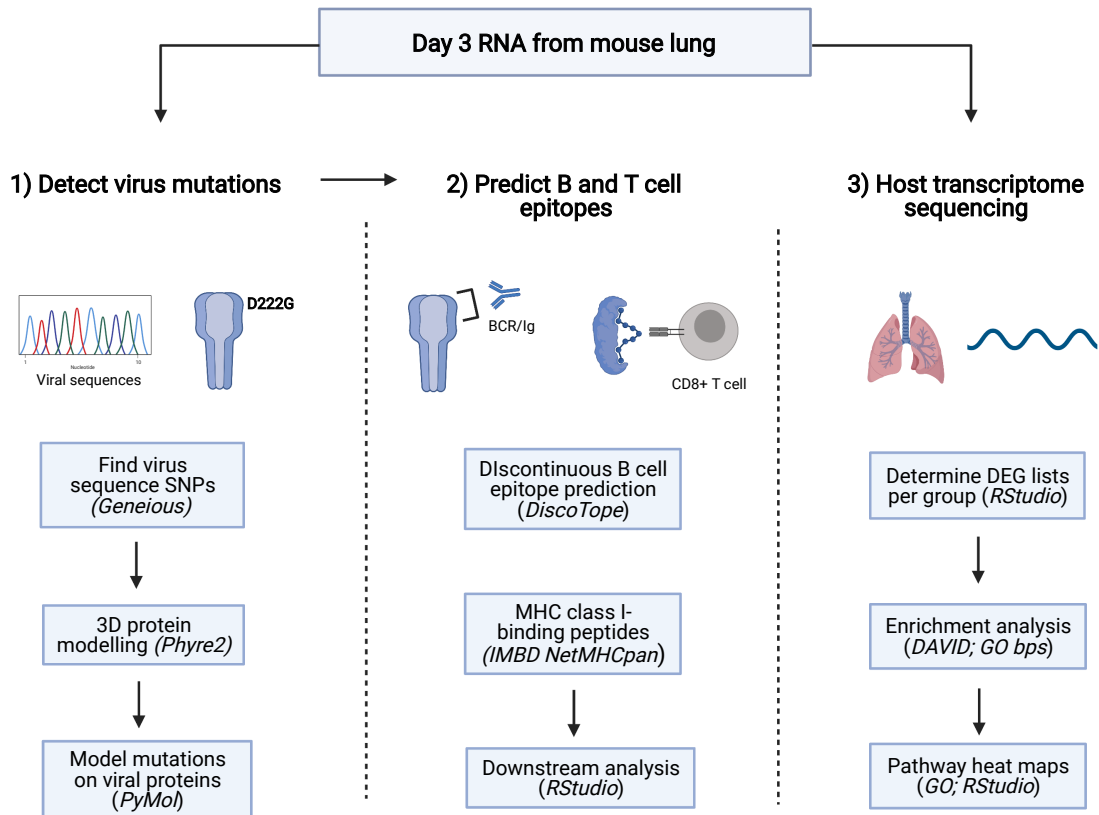 Day 3 RNA from mouse lung
1) Detect virus mutations
2) Predict B and T cell
epitopes
3) Host transcriptome
sequencing
D222G
1
10
Nucleotide
Viral sequences
BCR/Ig
CD8+ T cell
Find virus
sequence SNPs
(Geneious)
3D protein
modelling (Phyre2)
Model mutations
on viral proteins
(PyMol)
DIscontinuous B cell
epitope prediction
(DiscoTope)
MHC class I-
binding peptides
(IMBD NetMHCpan)
Downstream analysis
(RStudio)
Determine DEG lists
per group (RStudio)
Enrichment analysis
(DAVID; GO bps)
Pathway heat maps
(GO; RStudio)